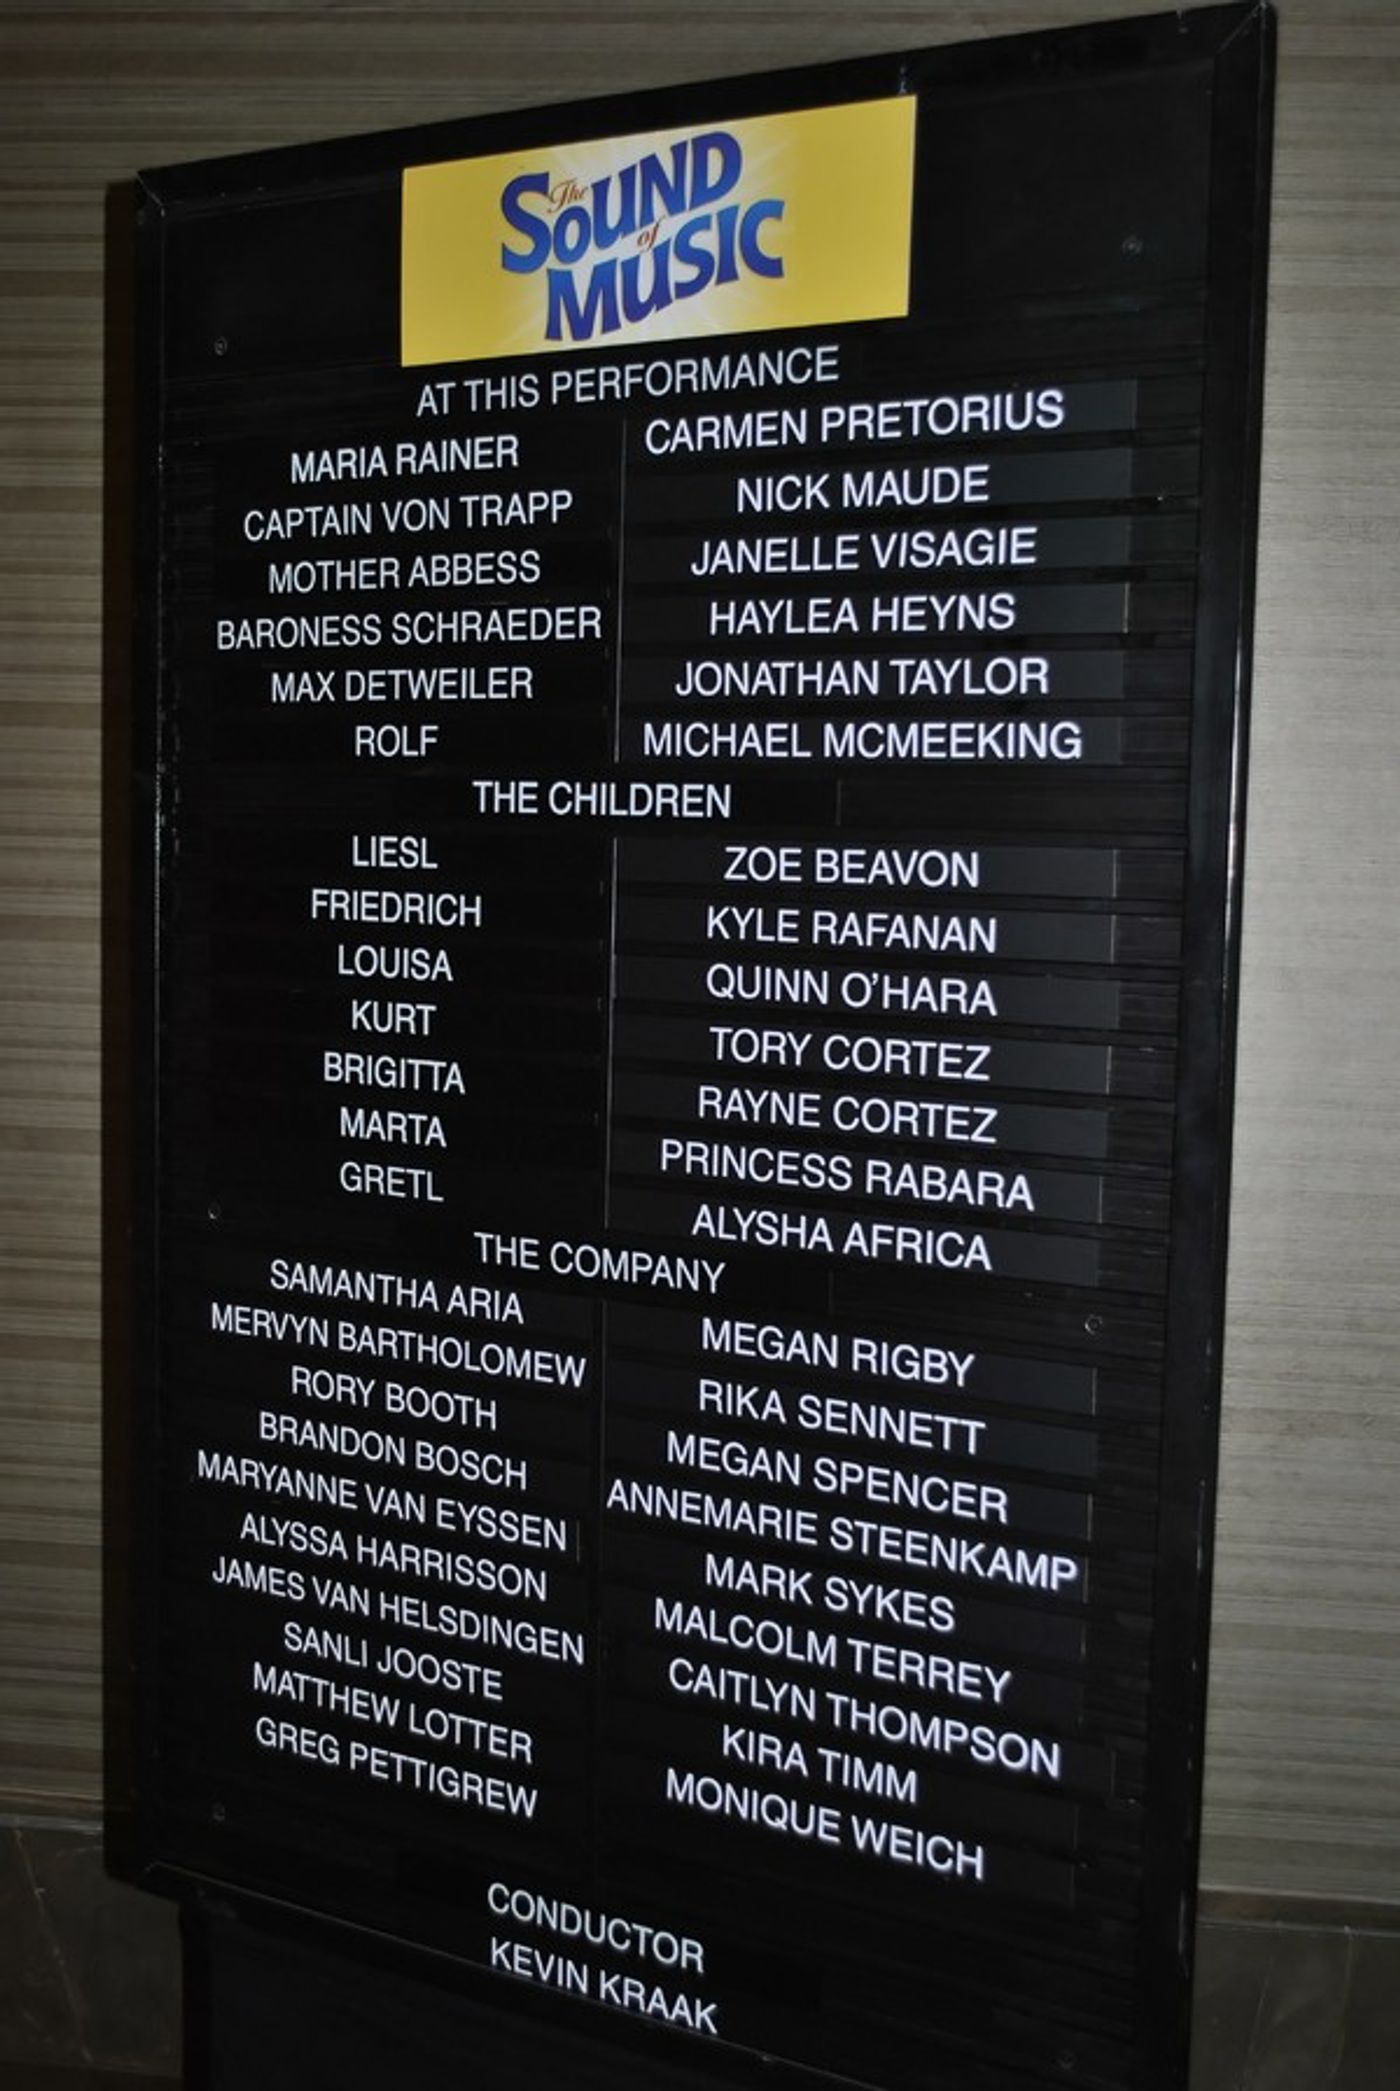 The
SOUND
of
MUSIC
AT THIS PERFORMANCE
MARIA RAINER CARMEN PRETORIUS
CAPTAIN VON TRAPP NICK MAUDE
MOTHER ABBESS JANELLE VISAGIE
BARONESS SCHRAEDER HAYLEA HEYNS
MAX DETWEILER JONATHAN TAYLOR
ROLF MICHAEL MCMEEKING
THE CHILDREN
LIESL ZOE BEAVON
FRIEDRICH KYLE RAFANAN
LOUISA QUINN O'HARA
KURT TORY CORTEZ
BRIGITTA RAYNE CORTEZ
MARTA PRINCESS RABARA
GRETL ALYSHA AFRICA
THE COMPANY
SAMANTHA ARIA MEGAN RIGBY
MERVYN BARTHOLOMEW RIKA SENNETT
RORY BOOTH MEGAN SPENCER
BRANDON BOSCH ANNEMARIE STEENKAMP
MARYANNE VAN EYSSEN MARK SYKES
ALYSSA HARRISSON MALCOLM TERREY
JAMES VAN HELSDINGEN CAITLYN THOMPSON
SANLI JOOSTE KIRA TIMM
MATTHEW LOTTER MONIQUE WEICH
GREG PETTIGREW
CONDUCTOR
KEVIN KRAAK